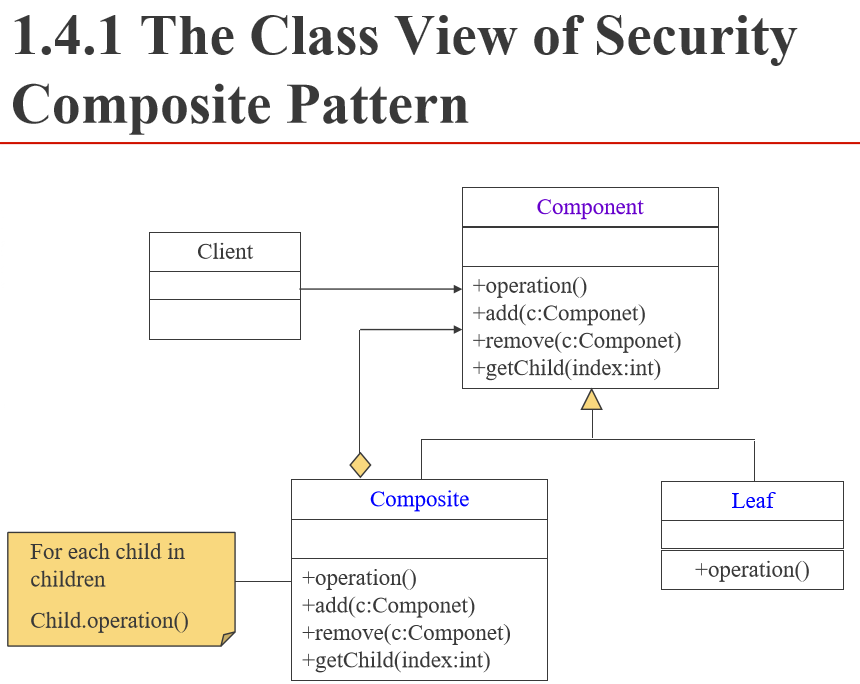 1.4.1 The Class View of Security
Composite Pattern
Component
Client
+operation()
+add(c:Componet)
+remove(c:Componet)
+getChild(index:int)
Composite
Leaf
For each child in
children
Child.operation()
+operation()
+add(c:Componet)
+remove(c:Componet)
+getChild(index:int)
+operation()